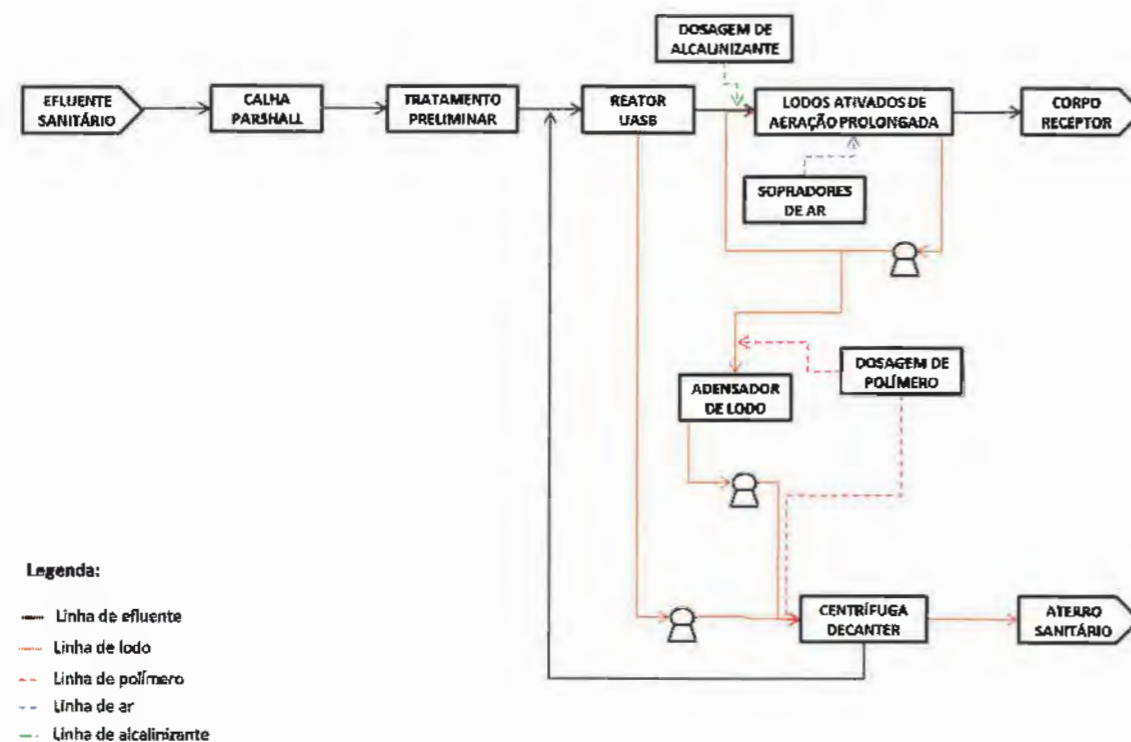 DOSAGEM DE
ALCALINIZANTE
EFLUENTE
SANITÁRIO
CALHA
PARSHALL
TRATAMENTO
PRELIMINAR
REATOR
UASB
LODOS ATIVADOS DE
AERAÇÃO PROLONGADA
CORPO
RECEPTOR
SOPRADORES
DE AR
DOSAGEM DE
POLÍMERO
ADENSADOR
DE LODO
CENTRÍFUGA
DECANTER
ATERRO
SANITÁRIO
Legenda:
Linha de efluente
Linha de lodo
Linha de polímero
Linha de ar
Linha de alcalinizante